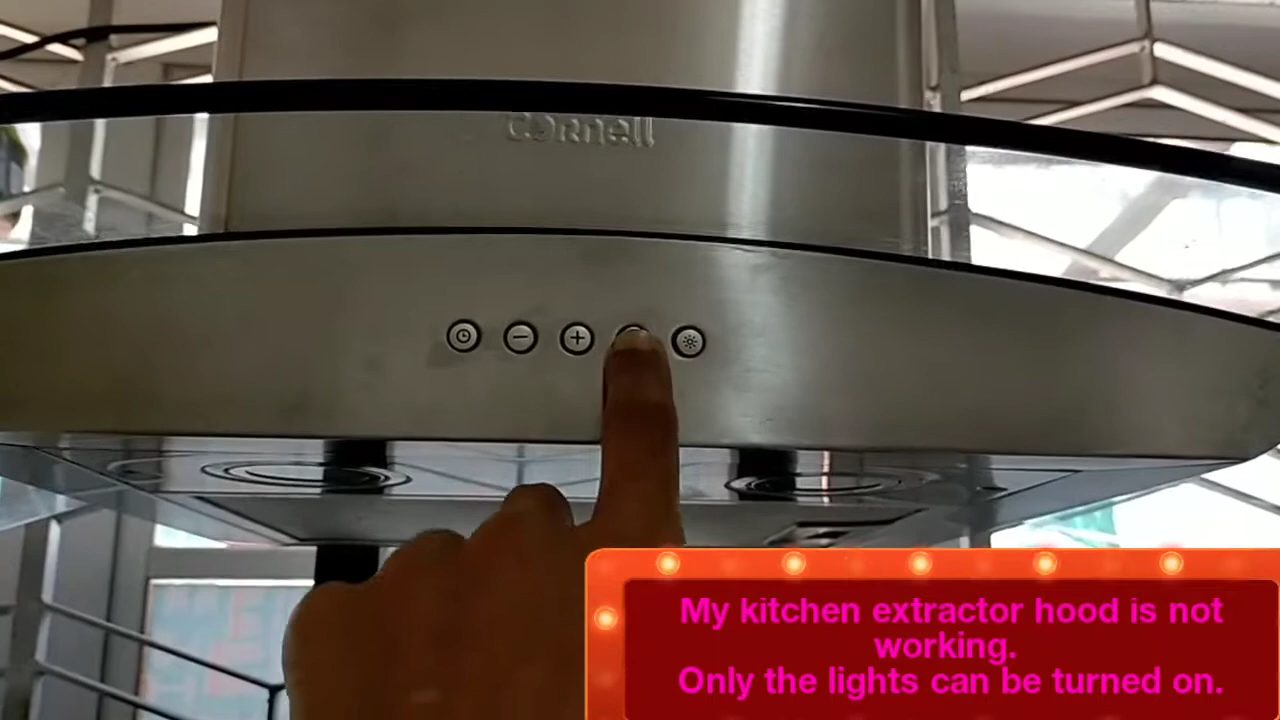 cornell
My kitchen extractor hood is not
working.
Only the lights can be turned on.